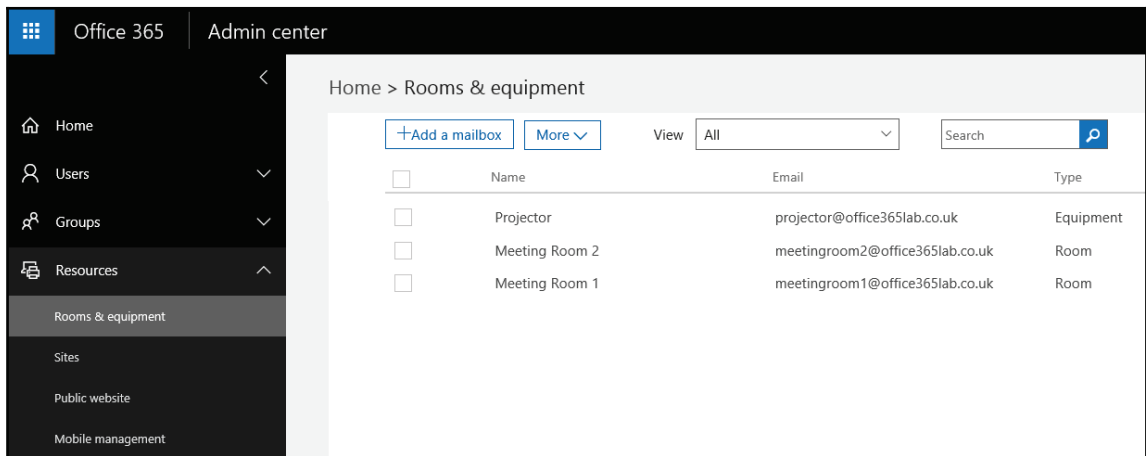 Office 365 Admin center
Home
Users
Groups
Resources
Rooms & equipment
Sites
Public website
Mobile management
Home > Rooms & equipment
+Add a mailbox More View All Search
Name Email Type
Projector projector@office365lab.co.uk Equipment
Meeting Room 2 meetingroom2@office365lab.co.uk Room
Meeting Room 1 meetingroom1@office365lab.co.uk Room